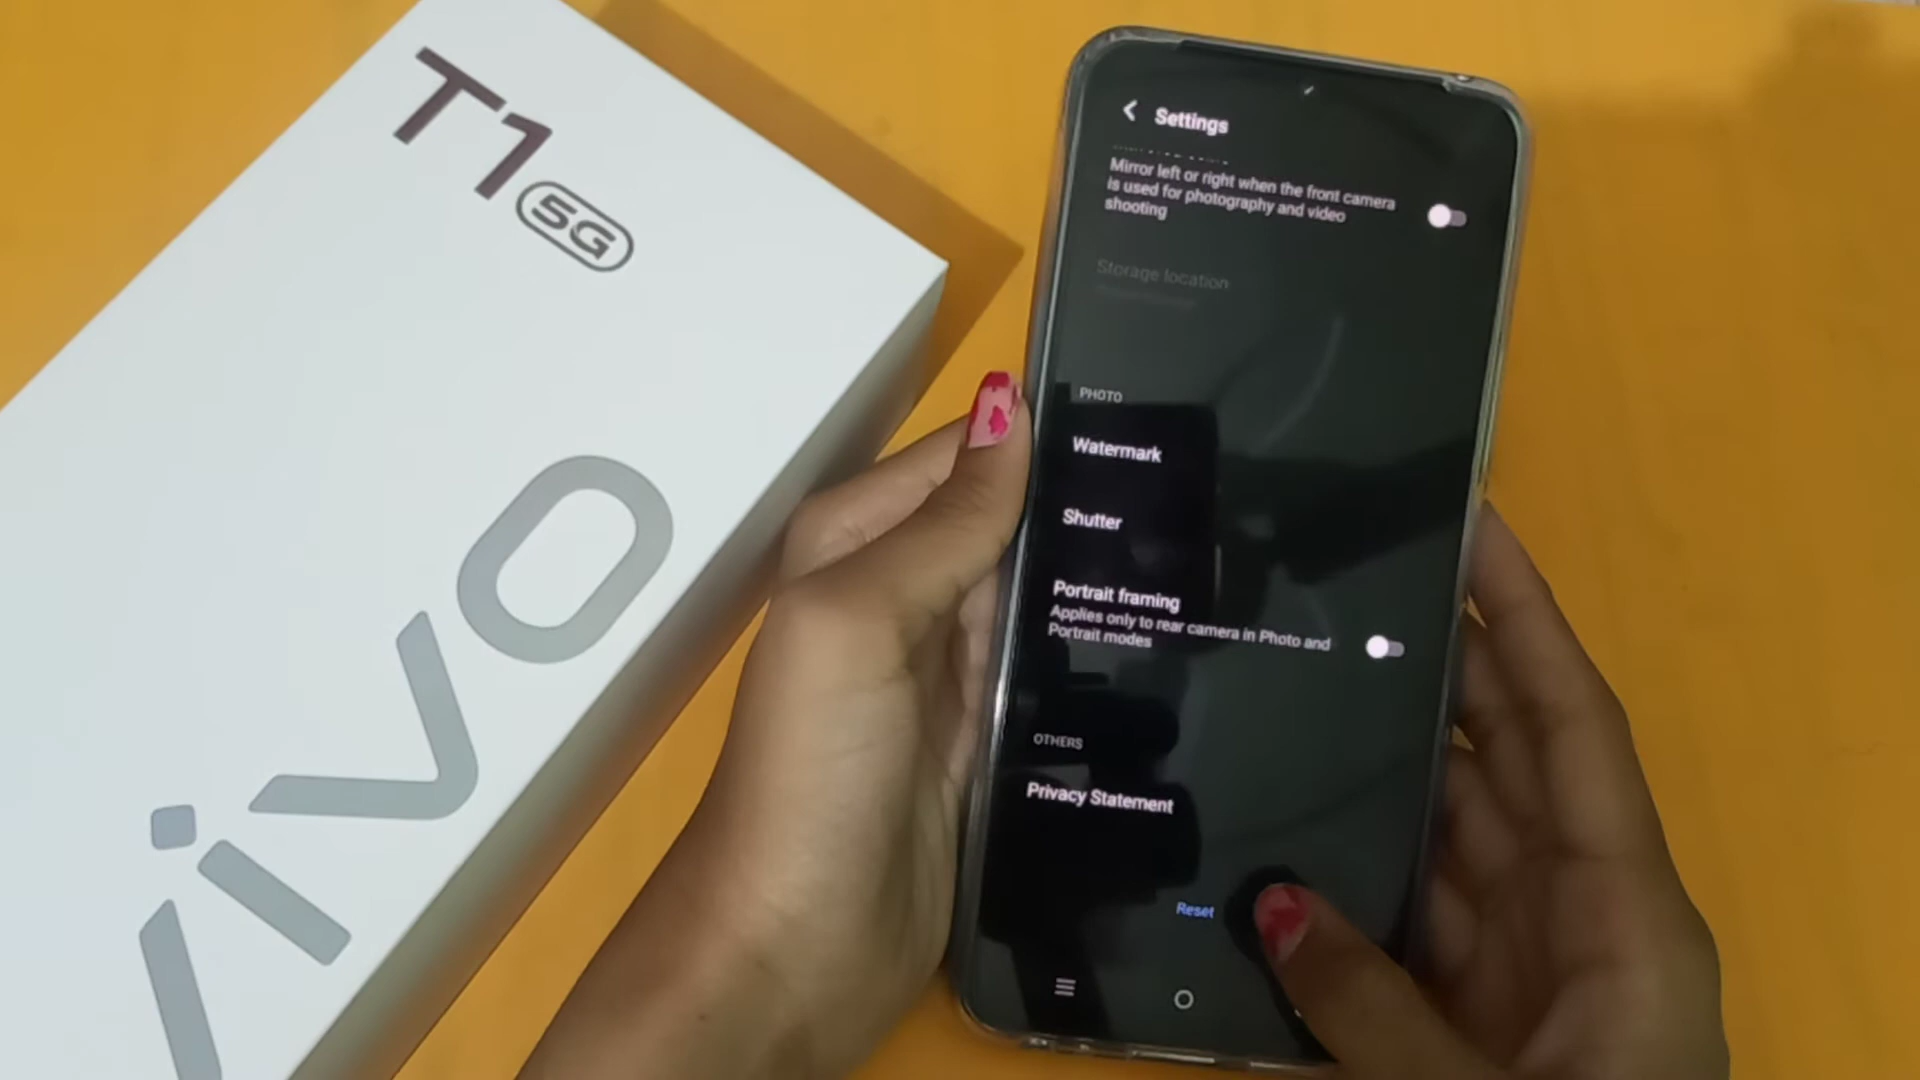 T1
5G
vivo
Settings
Mirror left or right when the front camera
is used for photography and video
shooting
Storage location
PHOTO
Watermark
Shutter
Portrait framing
Applies only to rear camera in Photo and
Portrait modes
OTHERS
Privacy Statement
Reset